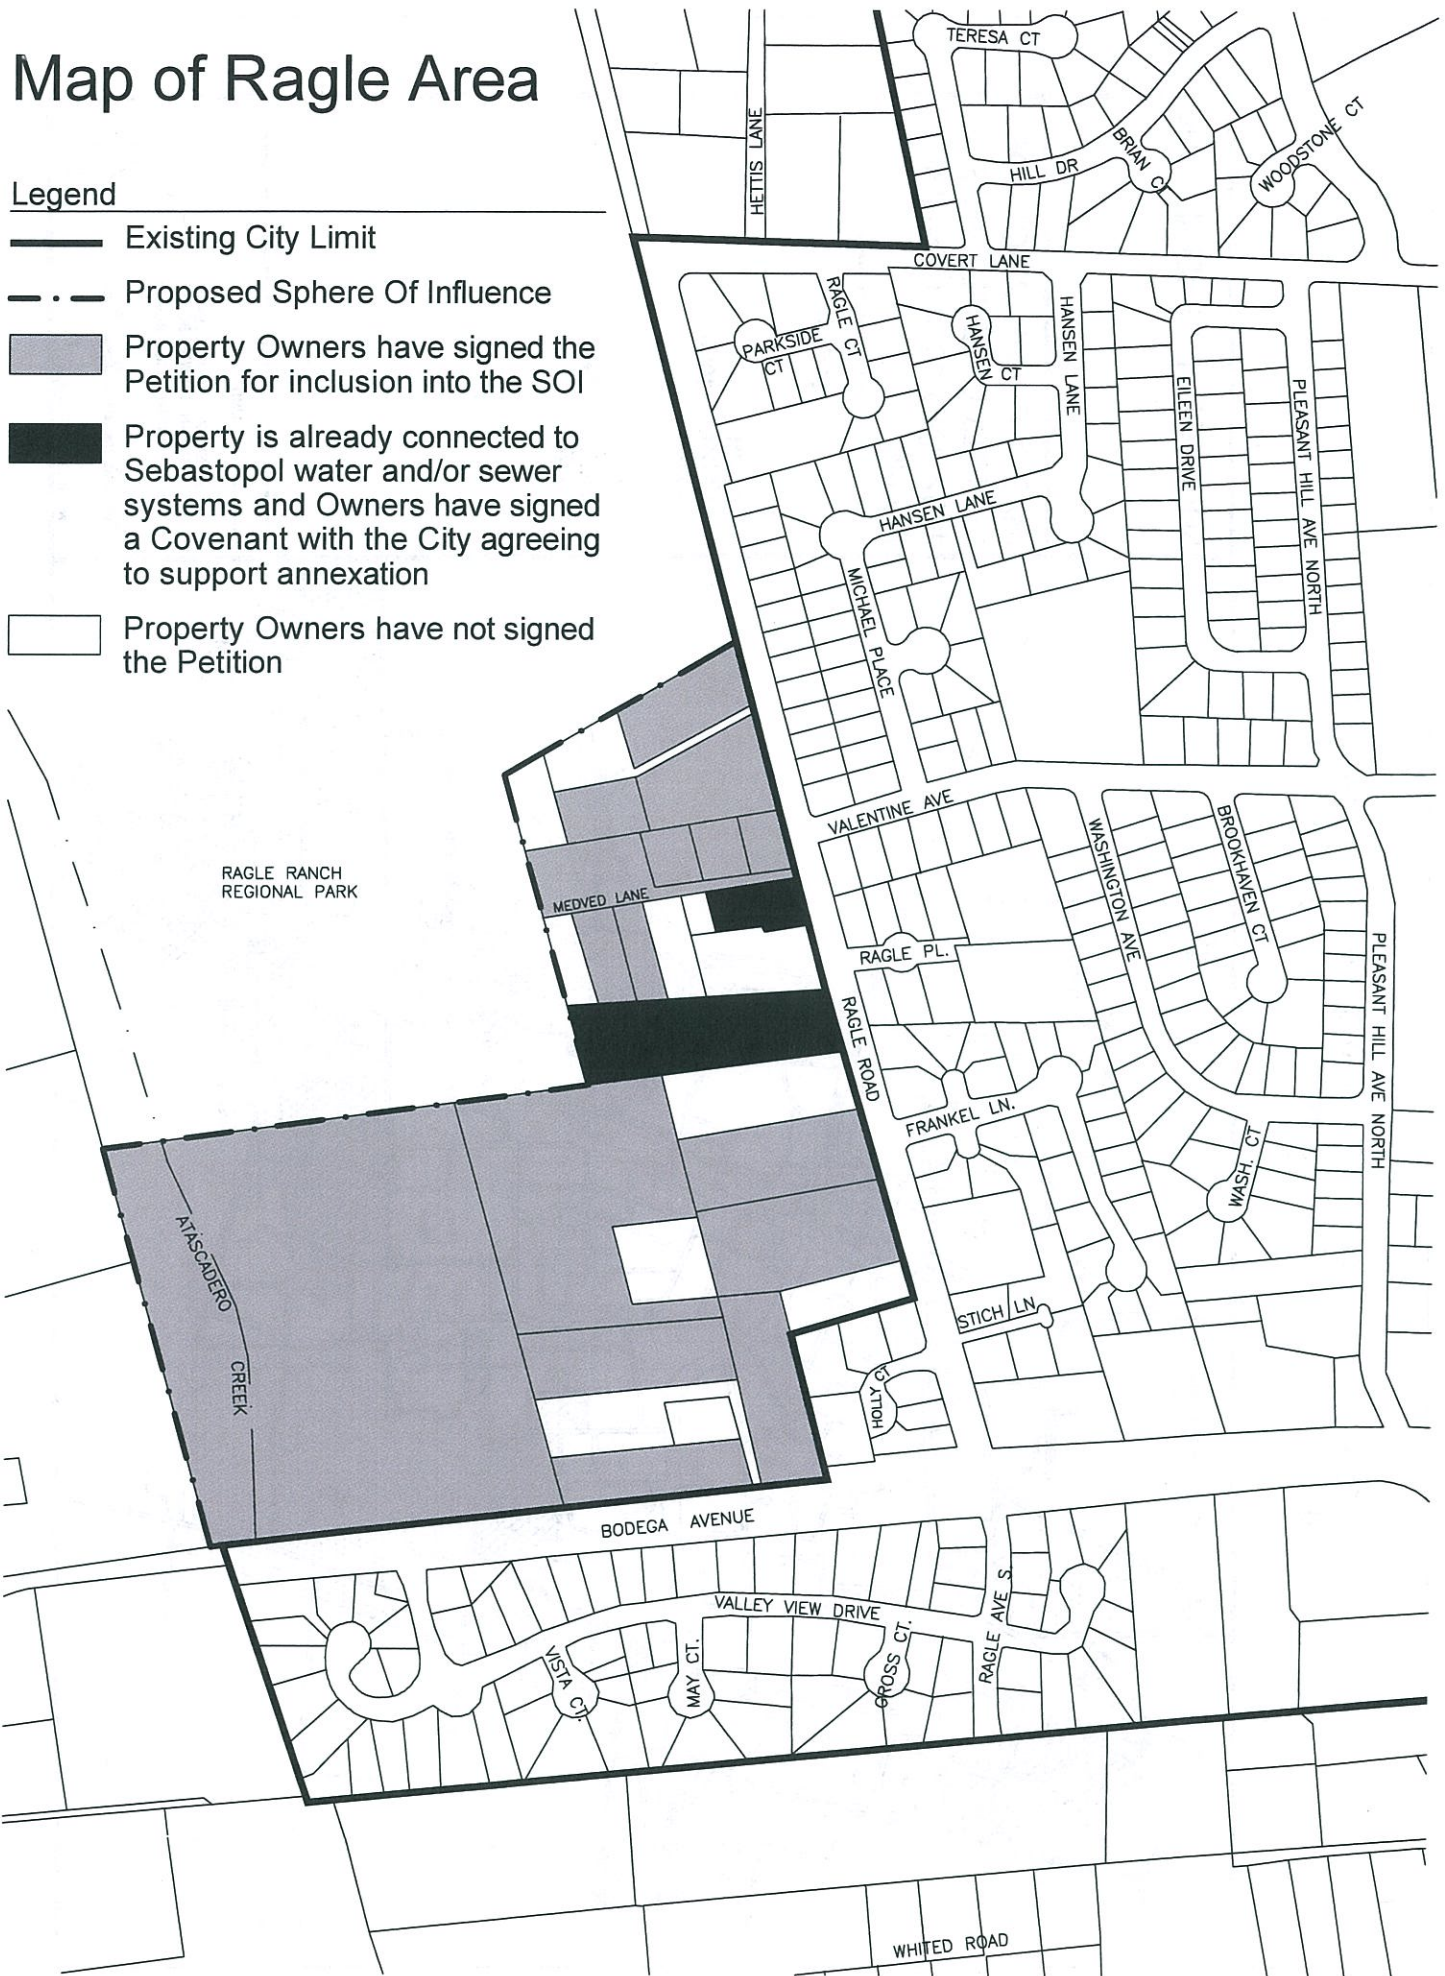 Map of Ragle Area
Legend
Existing City Limit
Proposed Sphere Of Influence
Property Owners have signed the
Petition for inclusion into the SOI
Property is already connected to
Sebastopol water and/or sewer
systems and Owners have signed
a Covenant with the City agreeing
to support annexation
Property Owners have not signed
the Petition
HETTIS LANE
TERESA CT
HILL DR
BRIAN CT
WOODSTONE CT
COVERT LANE
RAGLE CT
PARKSIDE
CT
HANSEN
CT
HANSEN LANE
EILEEN DRIVE
PLEASANT HILL AVE NORTH
HANSEN LANE
MICHAEL PLACE
VALENTINE AVE
WASHINGTON AVE
BROOKHAVEN CT
RAGLE RANCH
REGIONAL PARK
MEDVED LANE
RAGLE PL.
PLEASANT HILL AVE NORTH
RAGLE ROAD
FRANKEL LN.
WASH. CT
ATASCADERO
CREEK
STICH LN
HOLLY CT
BODEGA AVENUE
VALLEY VIEW DRIVE
RAGLE AVE S.
VISTA CT.
MAY CT.
GROSS CT.
WHITED ROAD